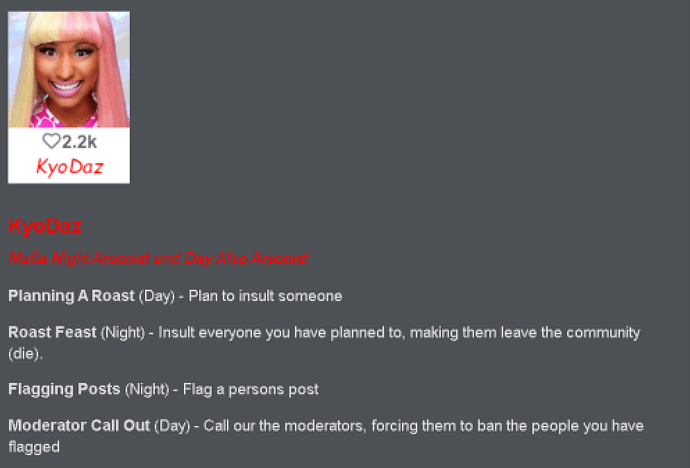 ♡2.2k
KyoDaz
KyoDaz
Mafia Night Arsonist and Day Also Arsonist
Planning A Roast (Day) - Plan to insult someone
Roast Feast (Night) - Insult everyone you have planned to, making them leave the community
(die).
Flagging Posts (Night) - Flag a persons post
Moderator Call Out (Day) - Call our the moderators, forcing them to ban the people you have
flagged